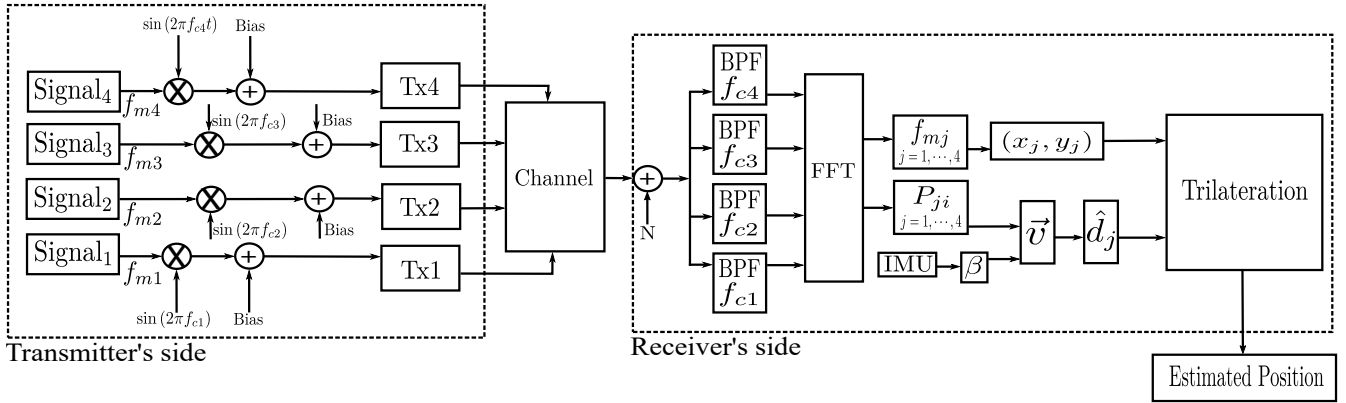 sin (2πf_{c4}t) Bias
Signal_4 f_{m4} × + Tx4
sin (2πf_{c3}) Bias
Signal_3 f_{m3} × + Tx3
Signal_2 f_{m2} × + Tx2
sin (2πf_{c2}) Bias
Signal_1 f_{m1} × + Tx1
sin (2πf_{c1}) Bias
Transmitter's side
Channel
+
N
BPF
f_{c4}
BPF
f_{c3}
BPF
f_{c2}
BPF
f_{c1}
FFT
f_{mj}
j = 1,⋯,4
(x_j, y_j)
P_{ji}
j = 1,⋯,4
IMU
β
v⃗
d̂_j
Trilateration
Receiver's side
Estimated Position